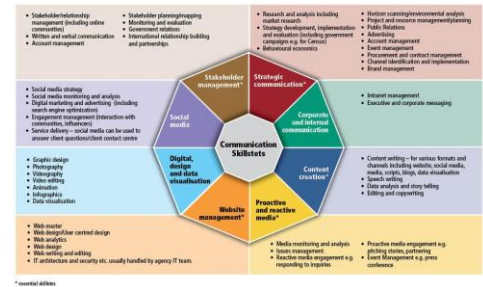 • Stakeholder/relationship
management (including online
communities)
• Written and verbal communication
• Account management
• Stakeholder planning/mapping
• Monitoring and evaluation
• Government relations
• International relationship building
and partnerships
• Research and analysis including
market research
• Strategy development, implementation
and evaluation (including government
campaigns e.g. for Census)
• Behavioural economics
• Horizon scanning/environmental analysis
• Project and resource management/planning
• Public Relations
• Advertising
• Account management
• Event management
• Procurement and contract management
• Channel identification and implementation
• Brand management
Stakeholder
management*
Strategic
communication*
• Social media strategy
• Social media monitoring and analysis
• Digital marketing and advertising (including
search engine optimization)
• Engagement management (interaction with
communities, influencers)
• Service delivery – social media can be used to
answer client questions/client contact centre
Social
media
Corporate
and internal
communication
• Intranet management
• Executive and corporate messaging
Communication
Skillsets
• Graphic design
• Photography
• Videography
• Video editing
• Animation
• Infographics
• Data visualisation
Digital,
design
and data
visualisation
Content
creation*
• Content writing – for various formats and
channels including website, social media,
media, scripts, blogs, data visualisation
• Speech writing
• Data analysis and story telling
• Editing and copywriting
Website
management*
Proactive
and reactive
media*
• Web master
• Web design/User centred design
• Web analytics
• Web design
• Web writing and editing
• IT architecture and security etc. usually handled by agency IT team.
• Media monitoring and analysis
• Issues management
• Reactive media engagement e.g.
responding to inquiries
• Proactive media engagement e.g.
pitching stories, partnering
• Event Management e.g. press
conference
* essential skillsets